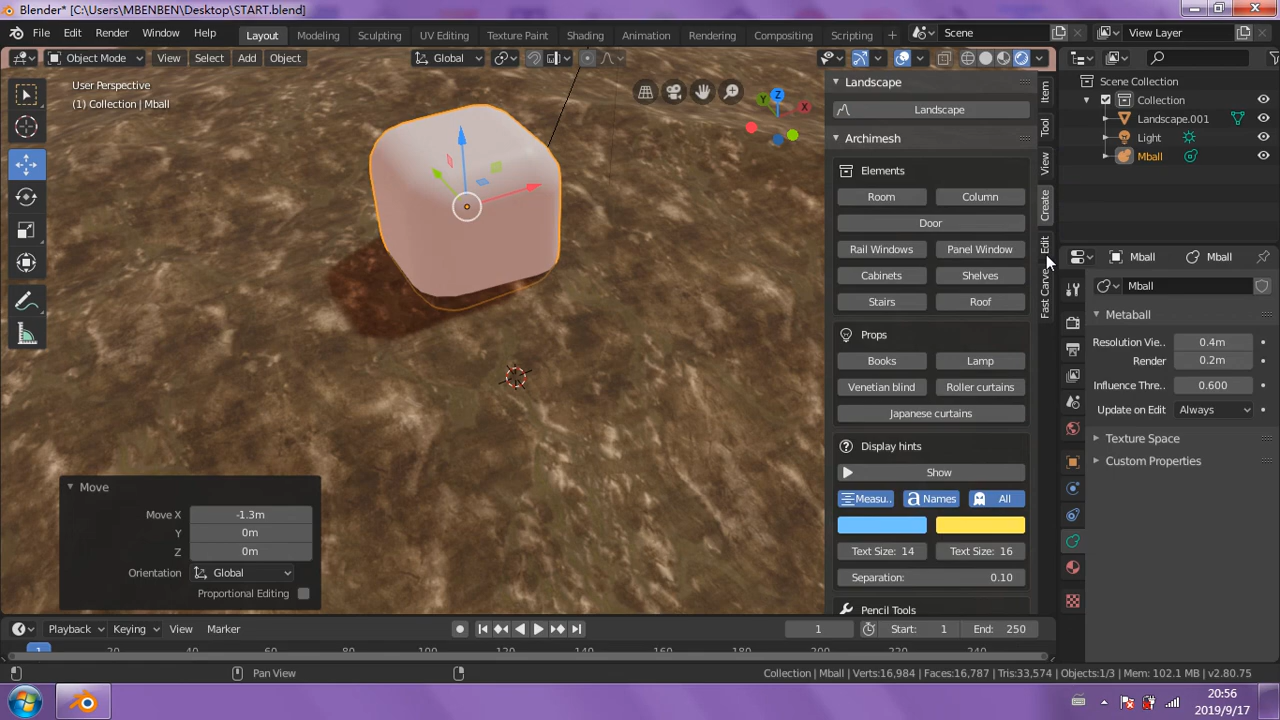 Blender* [C:\Users\MBENBEN\Desktop\START.blend]
File Edit Render Window Help Layout Modeling Sculpting UV Editing Texture Paint Shading Animation Rendering Compositing Scripting + Scene View Layer
Object Mode View Select Add Object Global
User Perspective
(1) Collection | Mball
Z
Y
X
Landscape
Landscape
Archimesh
Elements
Room Column
Door
Rail Windows Panel Window
Cabinets Shelves
Stairs Roof
Props
Books Lamp
Venetian blind Roller curtains
Japanese curtains
Display hints
Show
Measu.. Names All
Text Size: 14 Text Size: 16
Separation: 0.10
Pencil Tools
Item
Tool
View
Create
Edit
Fast Carve
Scene Collection
Collection
Landscape.001
Light
Mball
Mball Mball
Mball
Metaball
Resolution Vie.. 0.4m
Render 0.2m
Influence Thre.. 0.600
Update on Edit Always
Texture Space
Custom Properties
Move
Move X -1.3m
Y 0m
Z 0m
Orientation Global
Proportional Editing
Playback Keying View Marker 1 Start: 1 End: 250
1 20 40 60 80 100 120 140 160 180 200 220 240
Pan View Collection | Mball | Verts:16,984 | Faces:16,787 | Tris:33,574 | Objects:1/3 | Mem: 102.1 MB | v2.80.75
20:56
2019/9/17